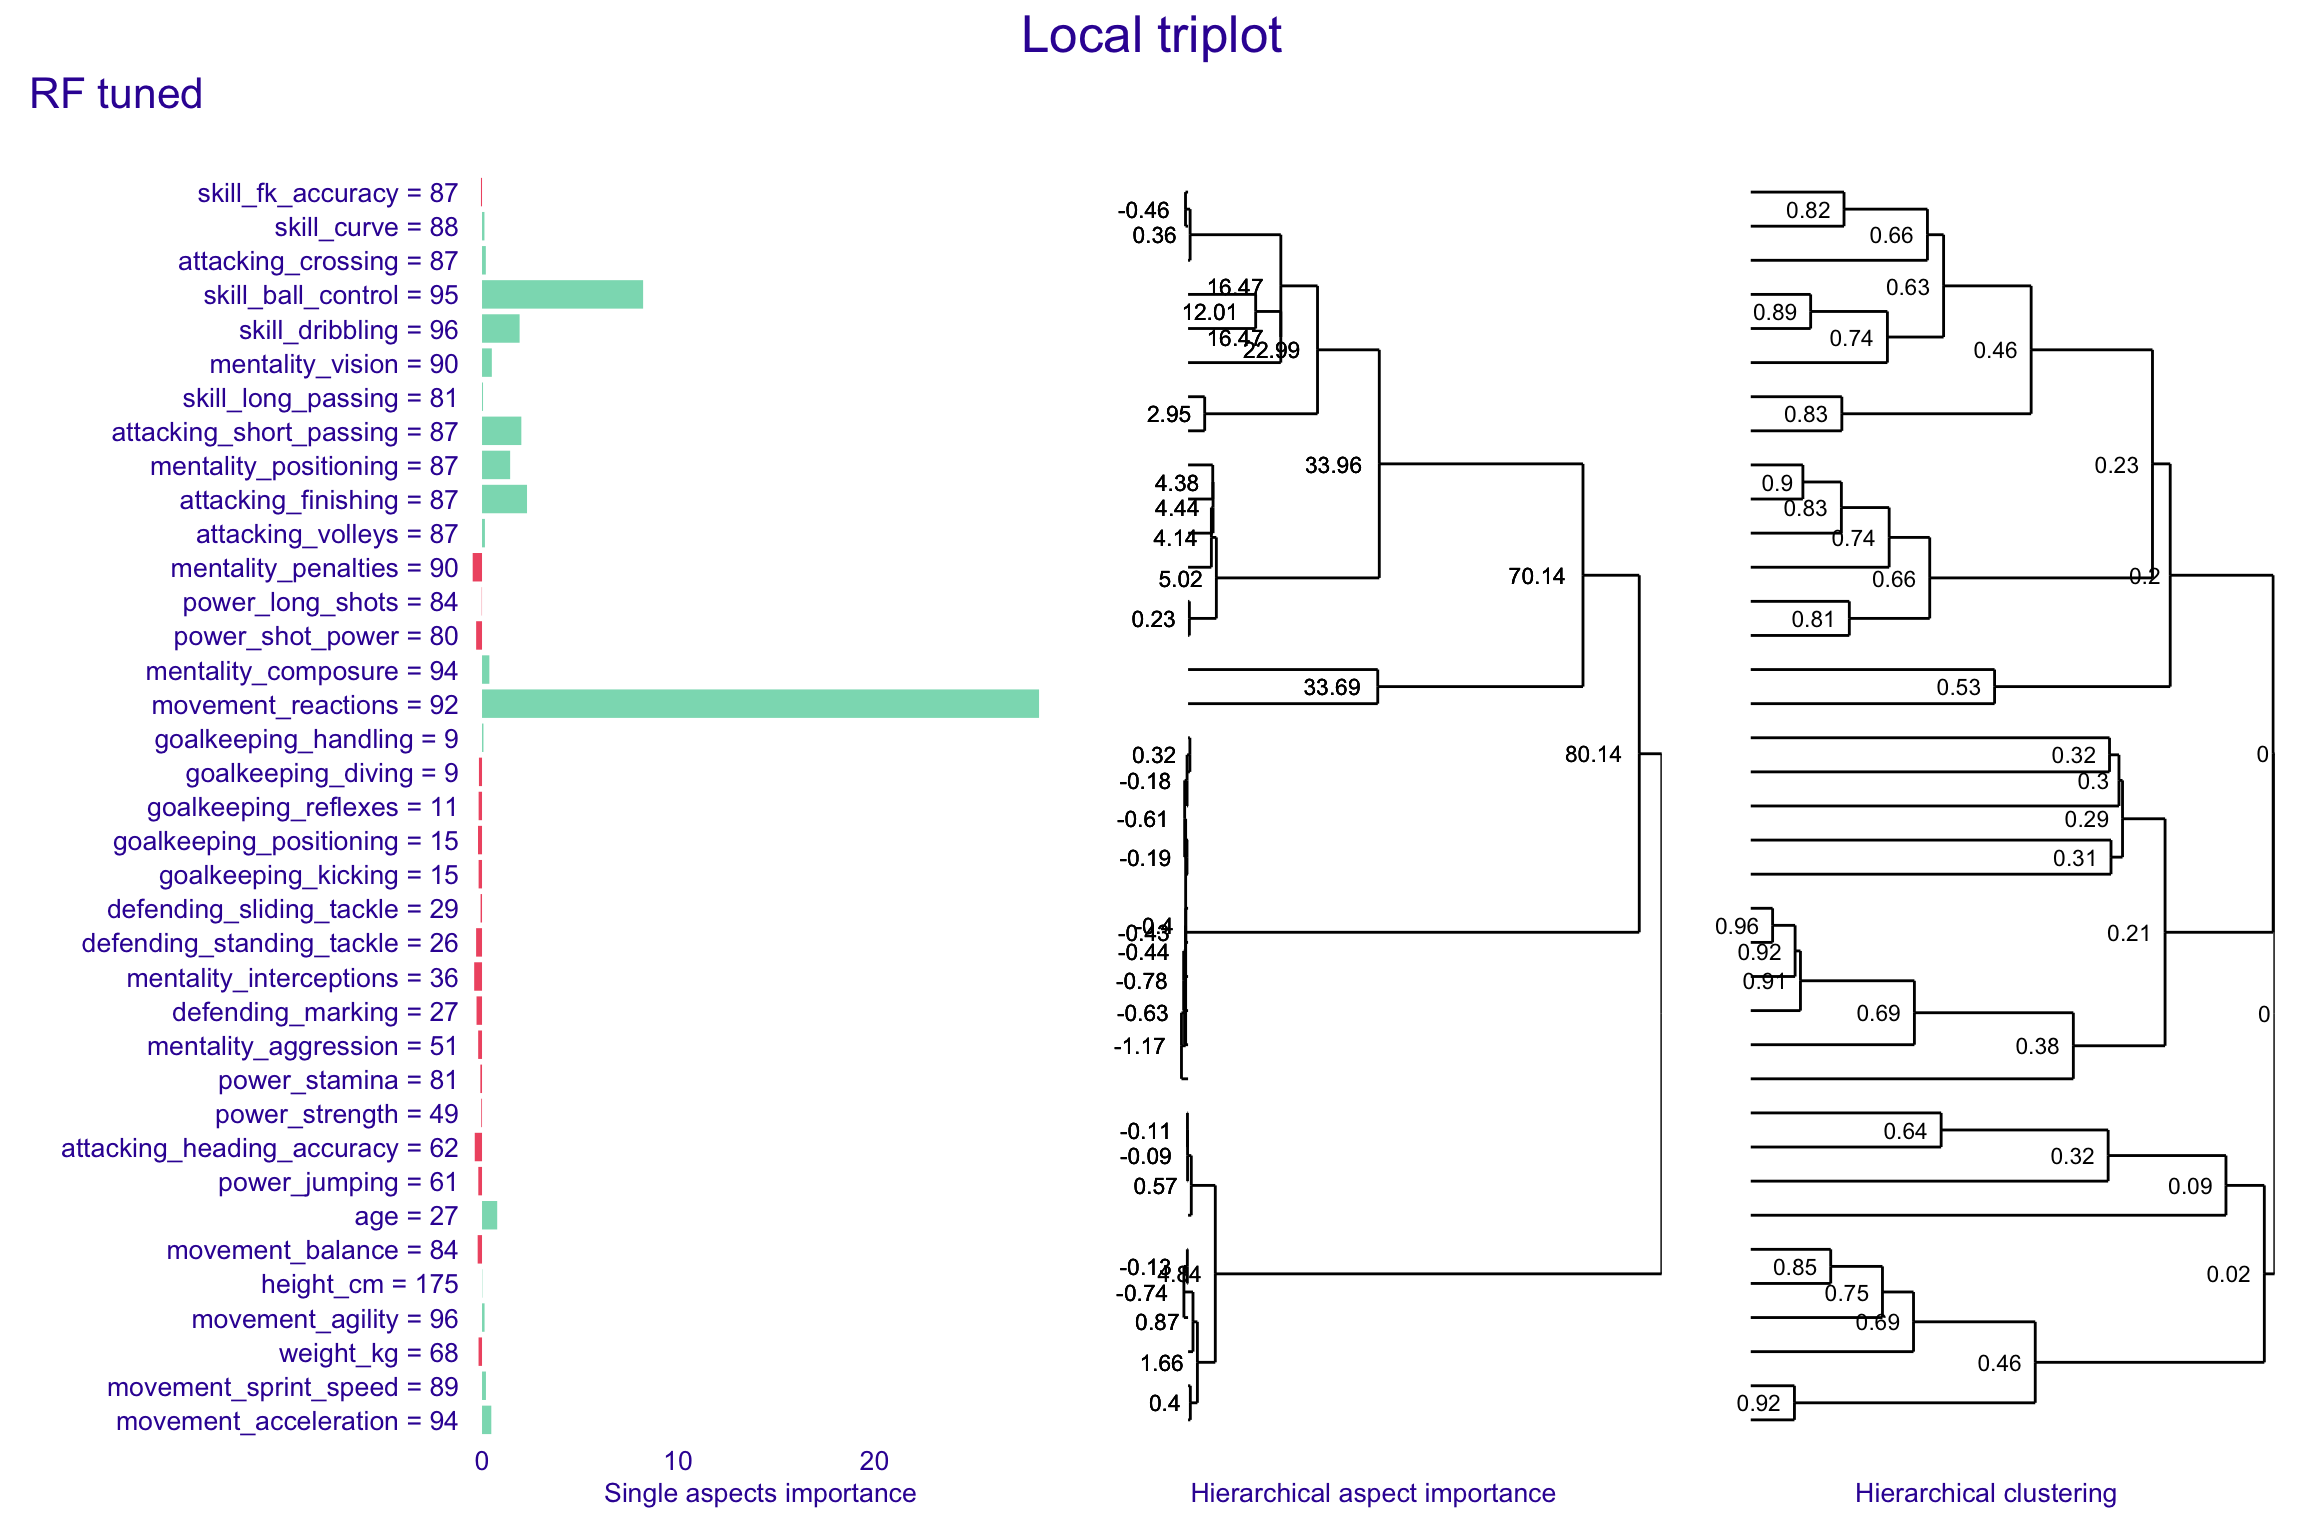 Local triplot
RF tuned
skill_fk_accuracy = 87
skill_curve = 88
attacking_crossing = 87
skill_ball_control = 95
skill_dribbling = 96
mentality_vision = 90
skill_long_passing = 81
attacking_short_passing = 87
mentality_positioning = 87
attacking_finishing = 87
attacking_volleys = 87
mentality_penalties = 90
power_long_shots = 84
power_shot_power = 80
mentality_composure = 94
movement_reactions = 92
goalkeeping_handling = 9
goalkeeping_diving = 9
goalkeeping_reflexes = 11
goalkeeping_positioning = 15
goalkeeping_kicking = 15
defending_sliding_tackle = 29
defending_standing_tackle = 26
mentality_interceptions = 36
defending_marking = 27
mentality_aggression = 51
power_stamina = 81
power_strength = 49
attacking_heading_accuracy = 62
power_jumping = 61
age = 27
movement_balance = 84
height_cm = 175
movement_agility = 96
weight_kg = 68
movement_sprint_speed = 89
movement_acceleration = 94
0 10 20
Single aspects importance
-0.46
0.36
16.47
12.01
16.47
22.99
2.95
33.96
4.38
4.44
4.14
70.14
5.02
0.23
33.69
80.14
0.32
-0.18
-0.61
-0.19
-0.4
-0.43
-0.44
-0.78
-0.63
-1.17
-0.11
-0.09
0.57
-0.13
4.84
-0.74
0.87
1.66
0.4
Hierarchical aspect importance
0.82
0.66
0.63
0.89
0.74
0.46
0.83
0.23
0.9
0.83
0.74
0.2
0.66
0.81
0.53
0
0.32
0.3
0.29
0.31
0.96
0.21
0.92
0.91
0.69
0
0.38
0.64
0.32
0.09
0.85
0.02
0.75
0.69
0.46
0.92
Hierarchical clustering